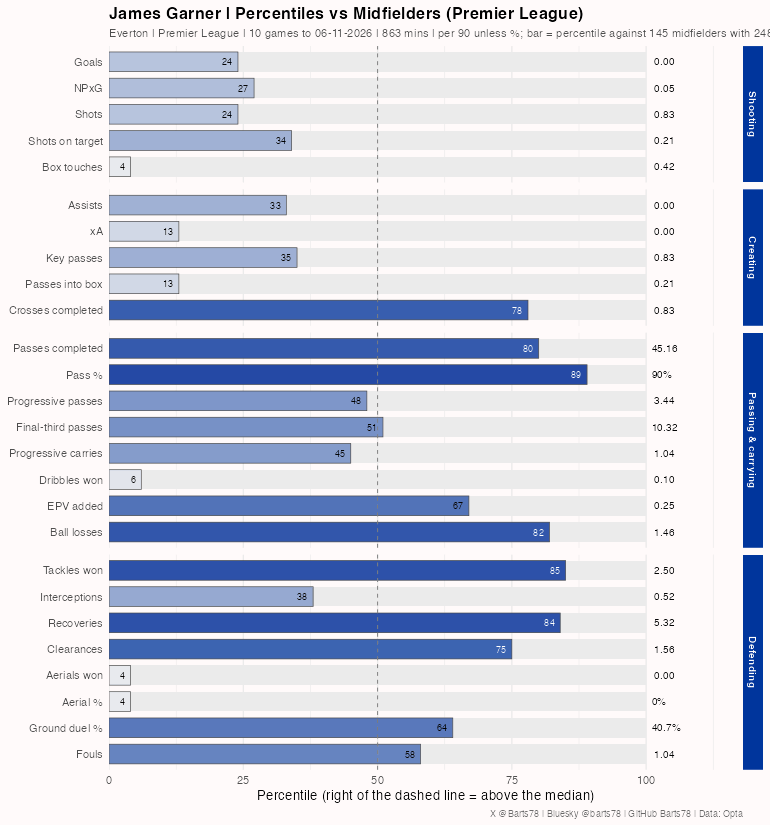 James Garner | Percentiles vs Midfielders (Premier League)
Everton | Premier League | 10 games to 06-11-2026 | 863 mins | per 90 unless %; bar = percentile against 145 midfielders with 248
Shooting
Goals 24 0.00
NPxG 27 0.05
Shots 24 0.83
Shots on target 34 0.21
Box touches 4 0.42
Creating
Assists 33 0.00
xA 13 0.00
Key passes 35 0.83
Passes into box 13 0.21
Crosses completed 78 0.83
Passing & carrying
Passes completed 80 45.16
Pass % 89 90%
Progressive passes 48 3.44
Final-third passes 51 10.32
Progressive carries 45 1.04
Dribbles won 6 0.10
EPV added 67 0.25
Ball losses 82 1.46
Defending
Tackles won 85 2.50
Interceptions 38 0.52
Recoveries 84 5.32
Clearances 75 1.56
Aerials won 4 0.00
Aerial % 4 0%
Ground duel % 64 40.7%
Fouls 58 1.04
0 25 50 75 100
Percentile (right of the dashed line = above the median)
X @Barts78 | Bluesky @barts78 | GitHub Barts78 | Data: Opta